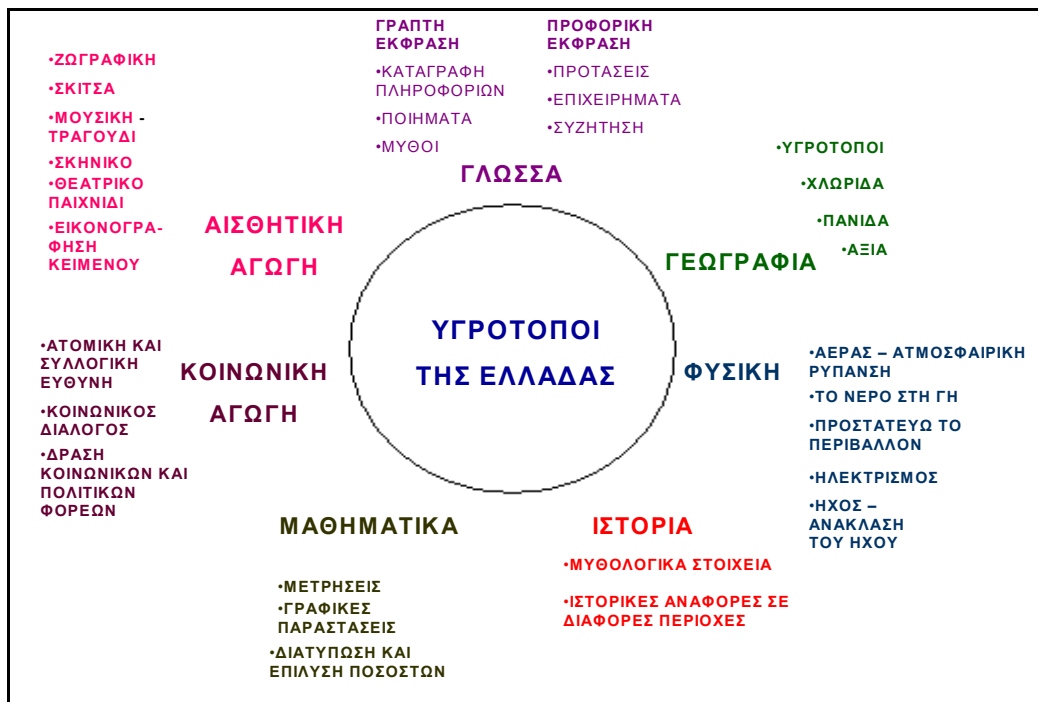 ΓΡΑΠΤΗ
ΕΚΦΡΑΣΗ
•ΚΑΤΑΓΡΑΦΗ
ΠΛΗΡΟΦΟΡΙΩΝ
•ΠΟΙΗΜΑΤΑ
•ΜΥΘΟΙ
ΠΡΟΦΟΡΙΚΗ
ΕΚΦΡΑΣΗ
•ΠΡΟΤΑΣΕΙΣ
•ΕΠΙΧΕΙΡΗΜΑΤΑ
•ΣΥΖΗΤΗΣΗ
ΓΛΩΣΣΑ
•ΖΩΓΡΑΦΙΚΗ
•ΣΚΙΤΣΑ
•ΜΟΥΣΙΚΗ -
ΤΡΑΓΟΥΔΙ
•ΣΚΗΝΙΚΟ
•ΘΕΑΤΡΙΚΟ
ΠΑΙΧΝΙΔΙ
•ΕΙΚΟΝΟΓΡΑ-
ΦΗΣΗ
ΚΕΙΜΕΝΟΥ
ΑΙΣΘΗΤΙΚΗ
ΑΓΩΓΗ
•ΥΓΡΟΤΟΠΟΙ
•ΧΛΩΡΙΔΑ
•ΠΑΝΙΔΑ
•ΑΞΙΑ
ΓΕΩΓΡΑΦΙΑ
ΥΓΡΟΤΟΠΟΙ
ΤΗΣ ΕΛΛΑΔΑΣ
•ΑΤΟΜΙΚΗ ΚΑΙ
ΣΥΛΛΟΓΙΚΗ
ΕΥΘΥΝΗ
•ΚΟΙΝΩΝΙΚΟΣ
ΔΙΑΛΟΓΟΣ
•ΔΡΑΣΗ
ΚΟΙΝΩΝΙΚΩΝ ΚΑΙ
ΠΟΛΙΤΙΚΩΝ
ΦΟΡΕΩΝ
ΚΟΙΝΩΝΙΚΗ
ΑΓΩΓΗ
ΦΥΣΙΚΗ
•ΑΕΡΑΣ – ΑΤΜΟΣΦΑΙΡΙΚΗ
ΡΥΠΑΝΣΗ
•ΤΟ ΝΕΡΟ ΣΤΗ ΓΗ
•ΠΡΟΣΤΑΤΕΥΩ ΤΟ
ΠΕΡΙΒΑΛΛΟΝ
•ΗΛΕΚΤΡΙΣΜΟΣ
•ΗΧΟΣ –
ΑΝΑΚΛΑΣΗ
ΤΟΥ ΗΧΟΥ
ΜΑΘΗΜΑΤΙΚΑ
•ΜΕΤΡΗΣΕΙΣ
•ΓΡΑΦΙΚΕΣ
ΠΑΡΑΣΤΑΣΕΙΣ
•ΔΙΑΤΥΠΩΣΗ ΚΑΙ
ΕΠΙΛΥΣΗ ΠΟΣΟΣΤΩΝ
ΙΣΤΟΡΙΑ
•ΜΥΘΟΛΟΓΙΚΑ ΣΤΟΙΧΕΙΑ
•ΙΣΤΟΡΙΚΕΣ ΑΝΑΦΟΡΕΣ ΣΕ
ΔΙΑΦΟΡΕΣ ΠΕΡΙΟΧΕΣ